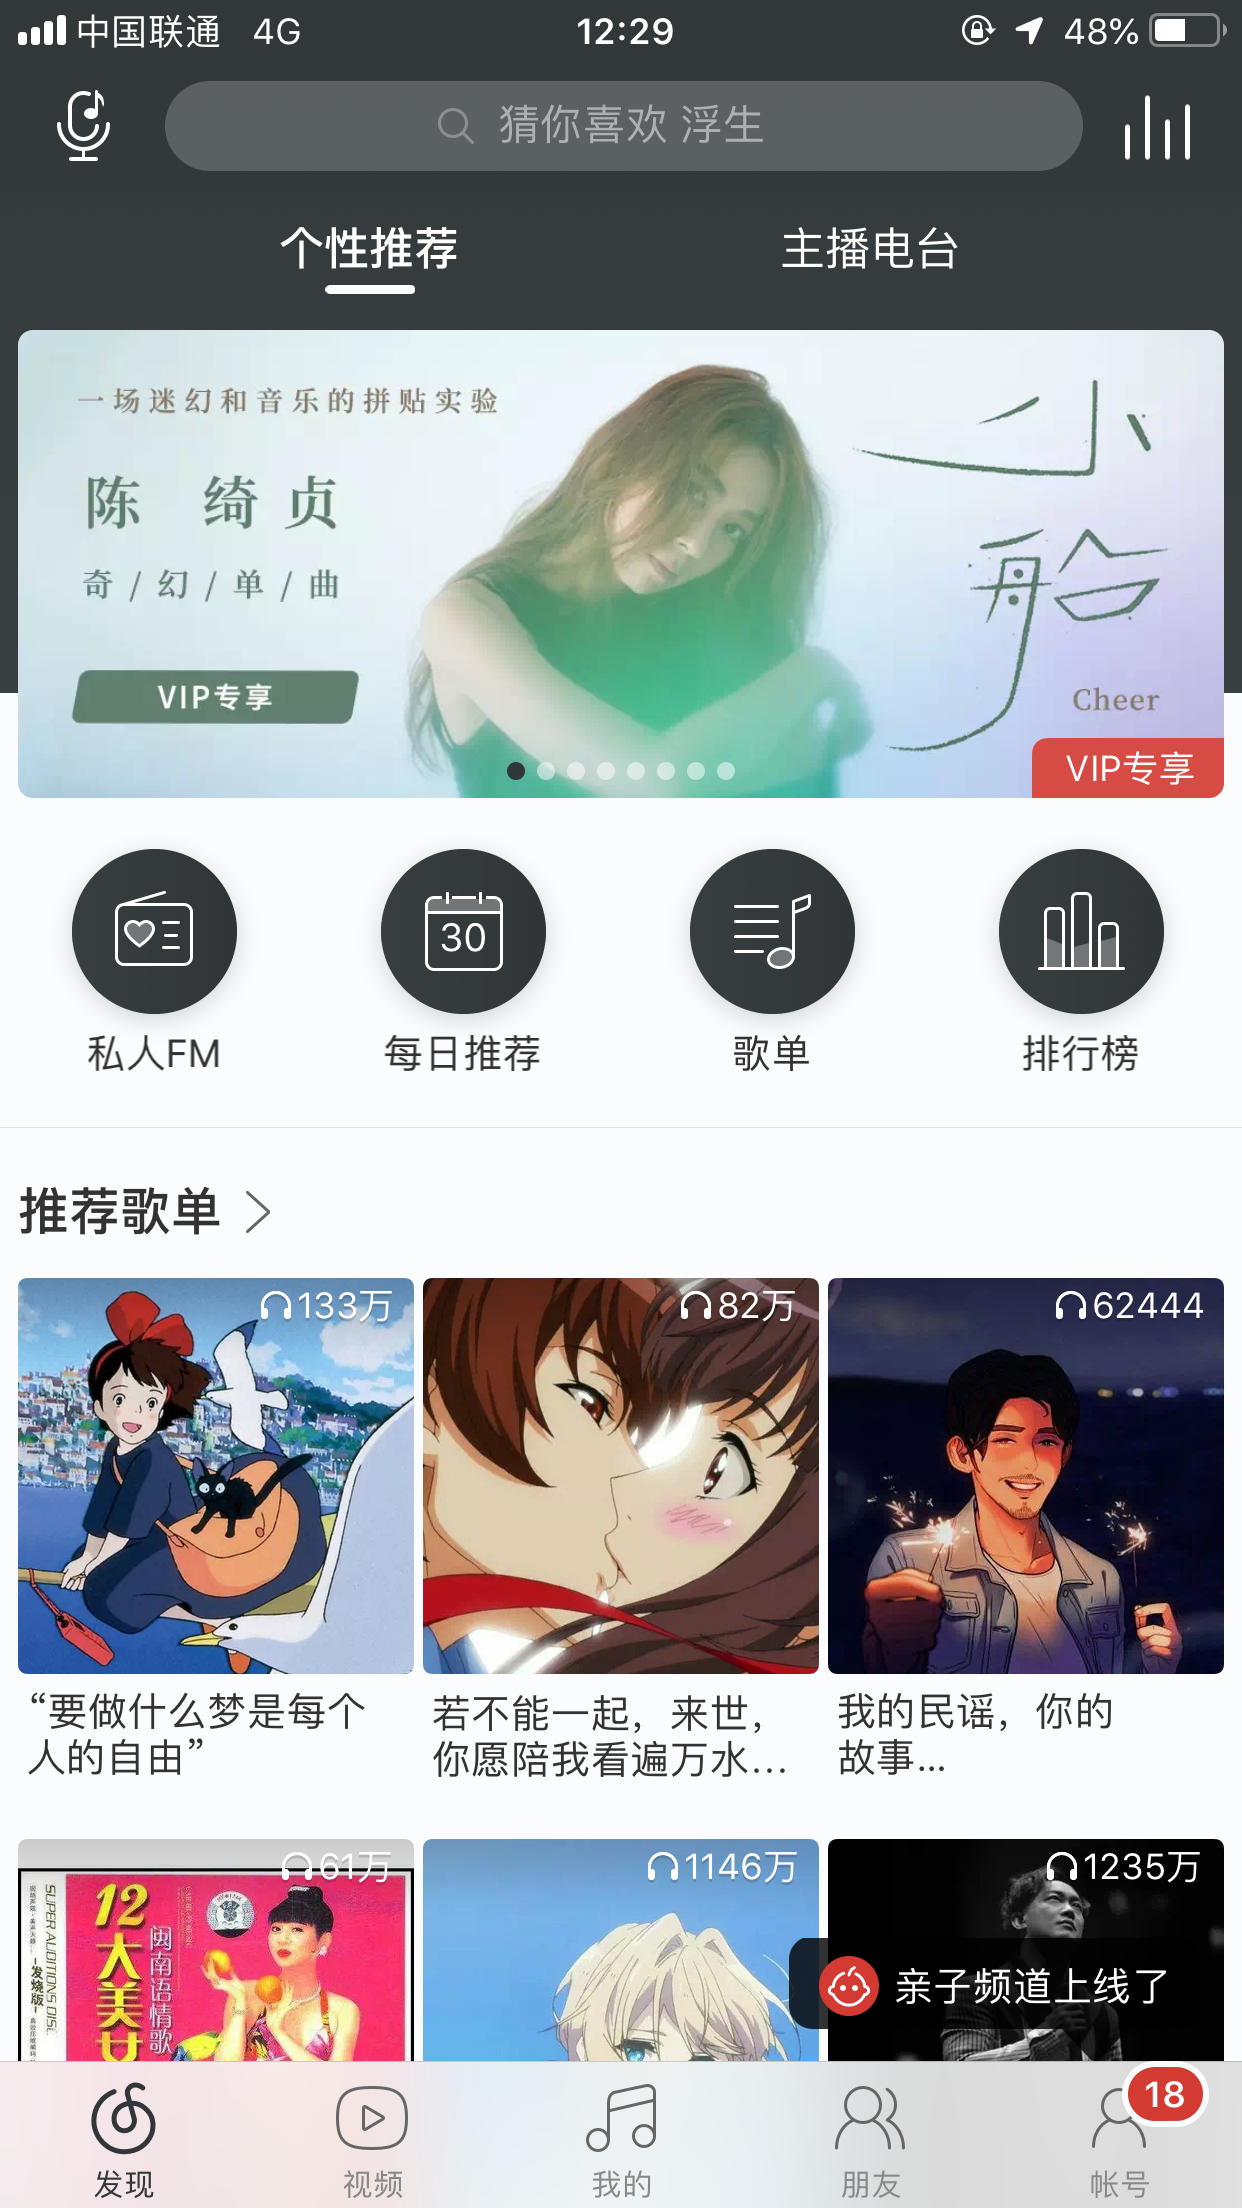 中国联通 4G 12:29 48%
猜你喜欢 浮生
个性推荐 主播电台
一场迷幻和音乐的拼贴实验
陈 绮贞
奇/幻/单/曲
VIP专享
小船
Cheer
VIP专享
30
私人FM 每日推荐 歌单 排行榜
推荐歌单
133万 82万 62444
“要做什么梦是每个
人的自由”
若不能一起，来世，
你愿陪我看遍万水...
我的民谣，你的
故事...
61万 1146万 1235万
12大美女
闽南语情歌
SUPER AUDITIONS DISC
-发烧版-
亲子频道上线了
18
发现 视频 我的 朋友 帐号